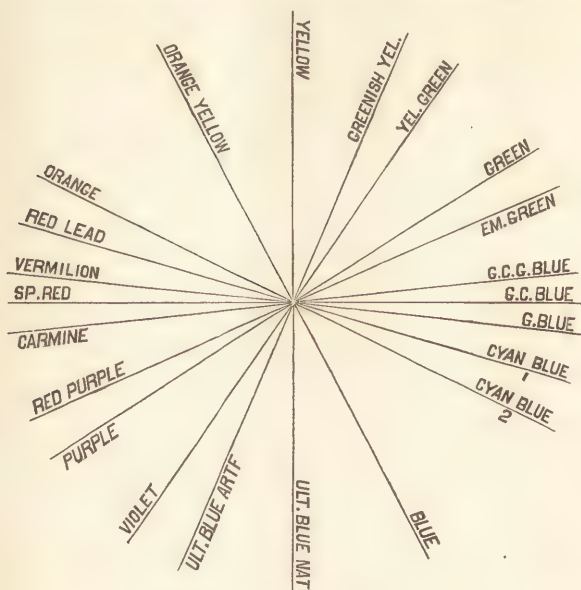 YELLOW
GREENISH YEL.
YEL. GREEN
GREEN
EM. GREEN
G.C.G. BLUE
G.C. BLUE
G. BLUE
CYAN BLUE
1
CYAN BLUE
2
BLUE
ULT. BLUE NAT
ULT. BLUE ARTF
VIOLET
PURPLE
RED PURPLE
CARMINE
SP. RED
VERMILION
RED LEAD
ORANGE
ORANGE YELLOW